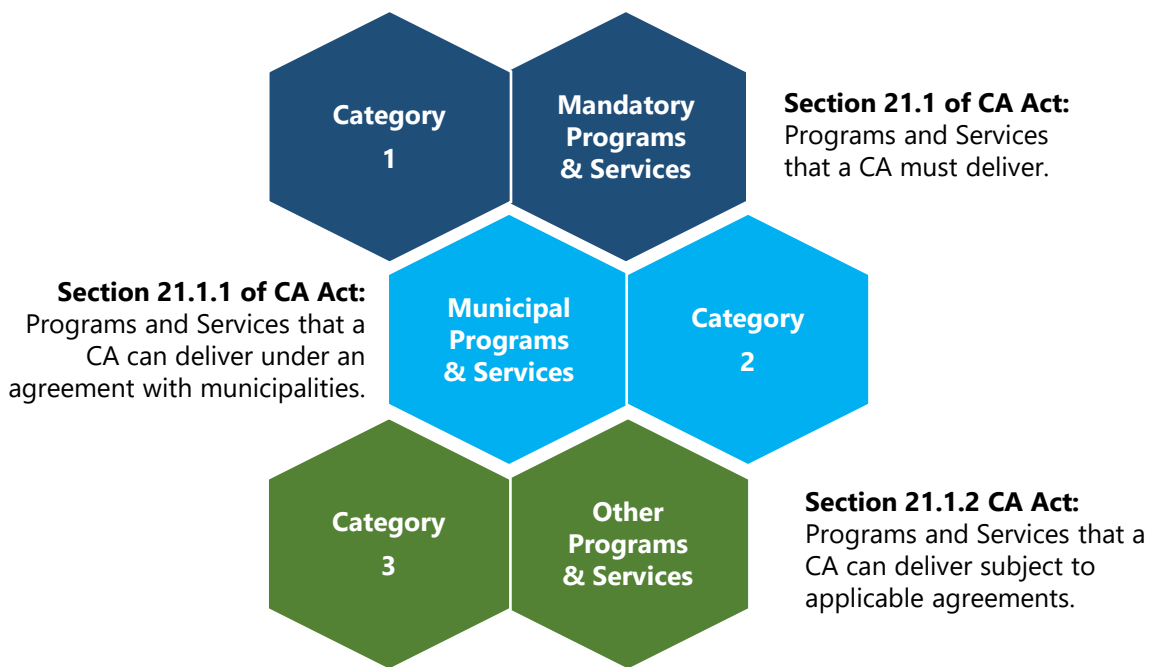 Category
1
Mandatory
Programs
& Services
Section 21.1 of CA Act:
Programs and Services
that a CA must deliver.
Section 21.1.1 of CA Act:
Programs and Services that a
CA can deliver under an
agreement with municipalities.
Municipal
Programs
& Services
Category
2
Category
3
Other
Programs
& Services
Section 21.1.2 CA Act:
Programs and Services that a
CA can deliver subject to
applicable agreements.